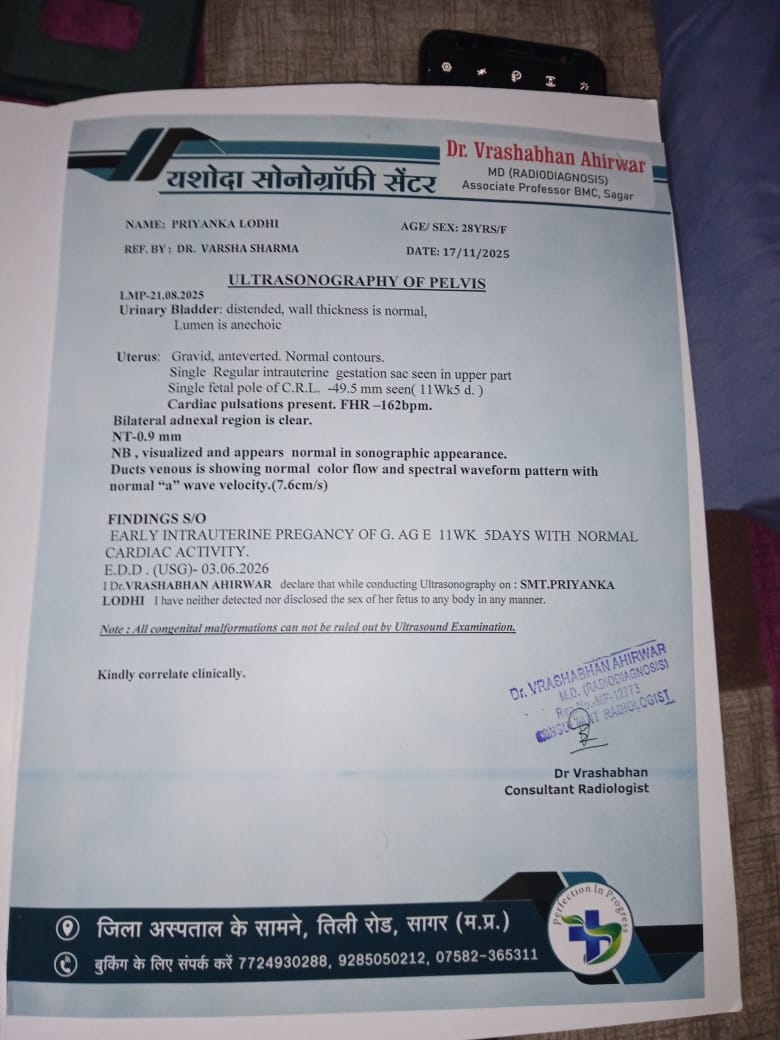 यशोदा सोनोग्राफी सेंटर
Dr. Vrashabhan Ahirwar
MD (RADIODIAGNOSIS)
Associate Professor BMC, Sagar
NAME: PRIYANKA LODHI
AGE/ SEX: 28YRS/F
REF. BY : DR. VARSHA SHARMA
DATE: 17/11/2025
ULTRASONOGRAPHY OF PELVIS
LMP-21.08.2025
Urinary Bladder: distended, wall thickness is normal,
Lumen is anechoic
Uterus: Gravid, anteverted. Normal contours.
Single Regular intrauterine gestation sac seen in upper part
Single fetal pole of C.R.L. -49.5 mm seen( 11Wk5 d. )
Cardiac pulsations present. FHR –162bpm.
Bilateral adnexal region is clear.
NT-0.9 mm
NB , visualized and appears normal in sonographic appearance.
Ducts venous is showing normal color flow and spectral waveform pattern with
normal “a” wave velocity.(7.6cm/s)
FINDINGS S/O
EARLY INTRAUTERINE PREGANCY OF G. AG E 11WK 5DAYS WITH NORMAL
CARDIAC ACTIVITY.
E.D.D . (USG)- 03.06.2026
I Dr.VRASHABHAN AHIRWAR declare that while conducting Ultrasonography on : SMT.PRIYANKA
LODHI I have neither detected nor disclosed the sex of her fetus to any body in any manner.
Note : All congenital malformations can not be ruled out by Ultrasound Examination.
Kindly correlate clinically.
Dr. VRASHABHAN AHIRWAR
M.D. (RADIODIAGNOSIS)
Reg.No.-MP-12773
CONSULTANT RADIOLOGIST
Dr Vrashabhan
Consultant Radiologist
Perfection In Progress
जिला अस्पताल के सामने, तिली रोड, सागर (म.प्र.)
बुकिंग के लिए संपर्क करें 7724930288, 9285050212, 07582-365311